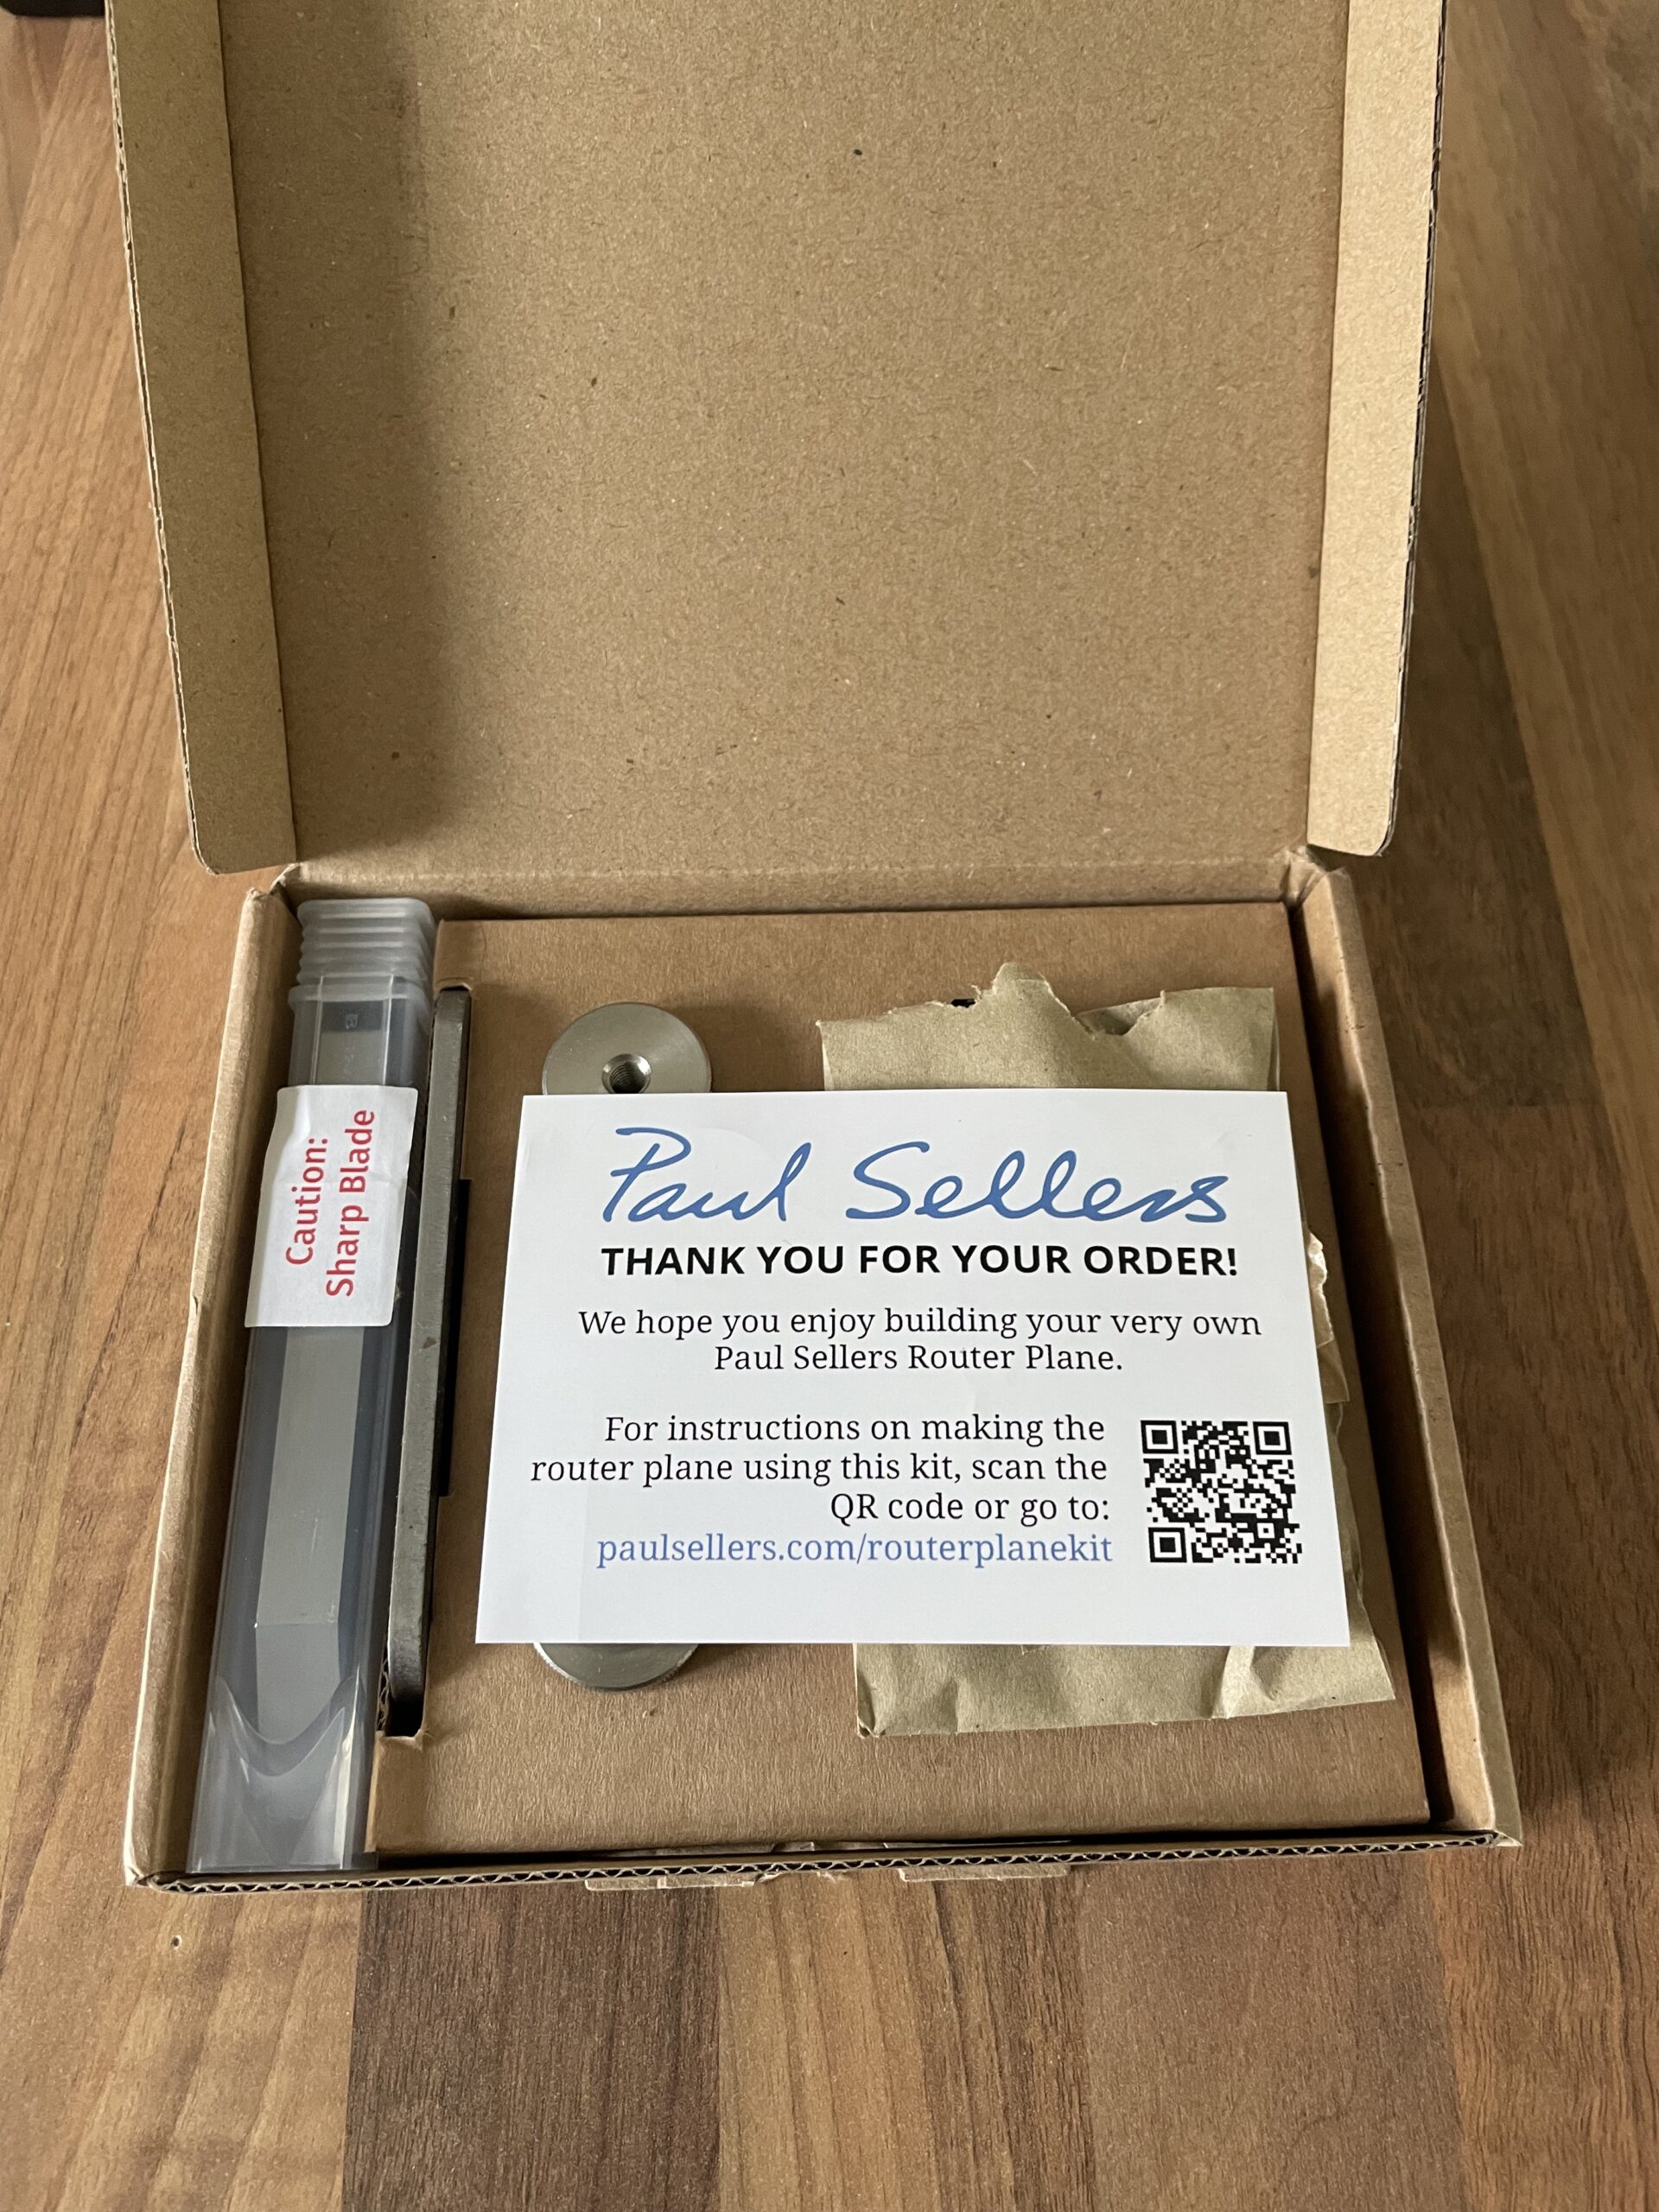 Caution:
Sharp Blade
Paul Sellers
THANK YOU FOR YOUR ORDER!
We hope you enjoy building your very own
Paul Sellers Router Plane.
For instructions on making the
router plane using this kit, scan the
QR code or go to:
paulsellers.com/routerplanekit